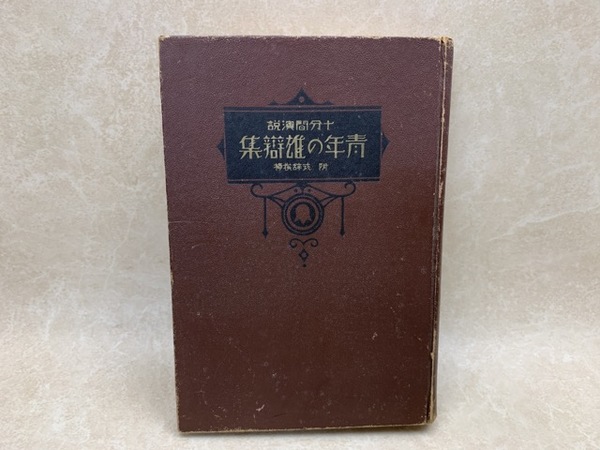 十分間演説
青年の雄辯集
附 式辞挨拶